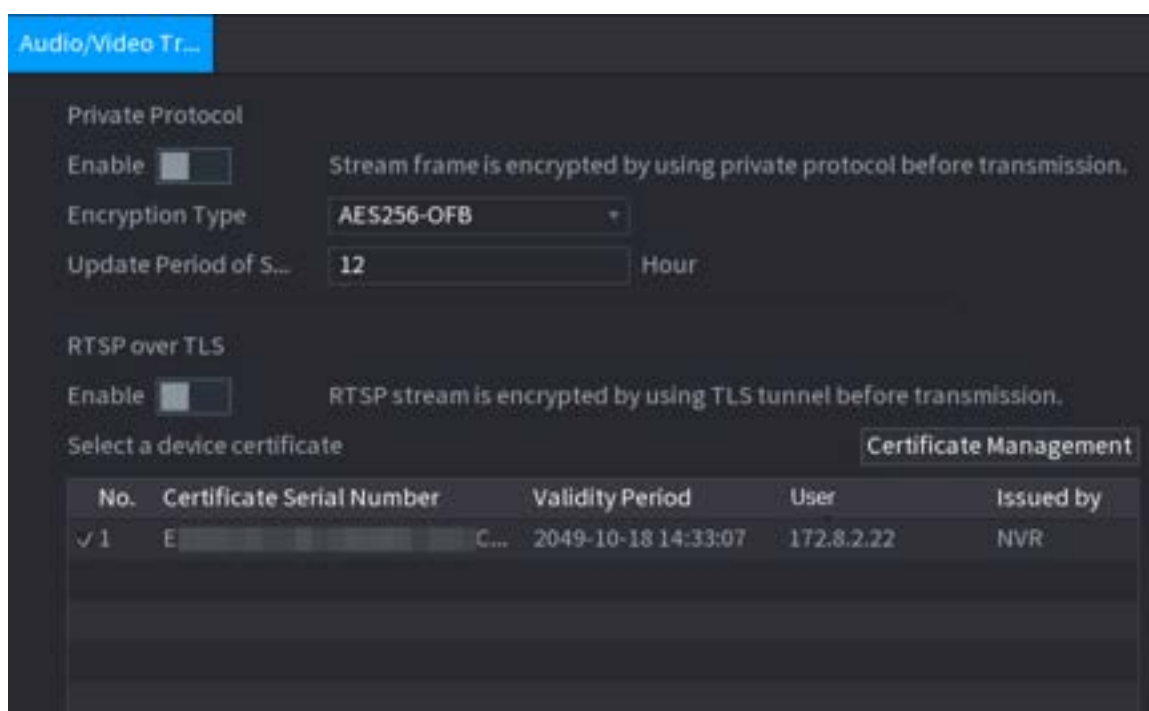 Audio/Video Tr...
Private Protocol
Enable Stream frame is encrypted by using private protocol before transmission.
Encryption Type AES256-OFB
Update Period of S... 12 Hour
RTSP over TLS
Enable RTSP stream is encrypted by using TLS tunnel before transmission.
Select a device certificate Certificate Management
No. Certificate Serial Number Validity Period User Issued by
✓1 E C... 2049-10-18 14:33:07 172.8.2.22 NVR